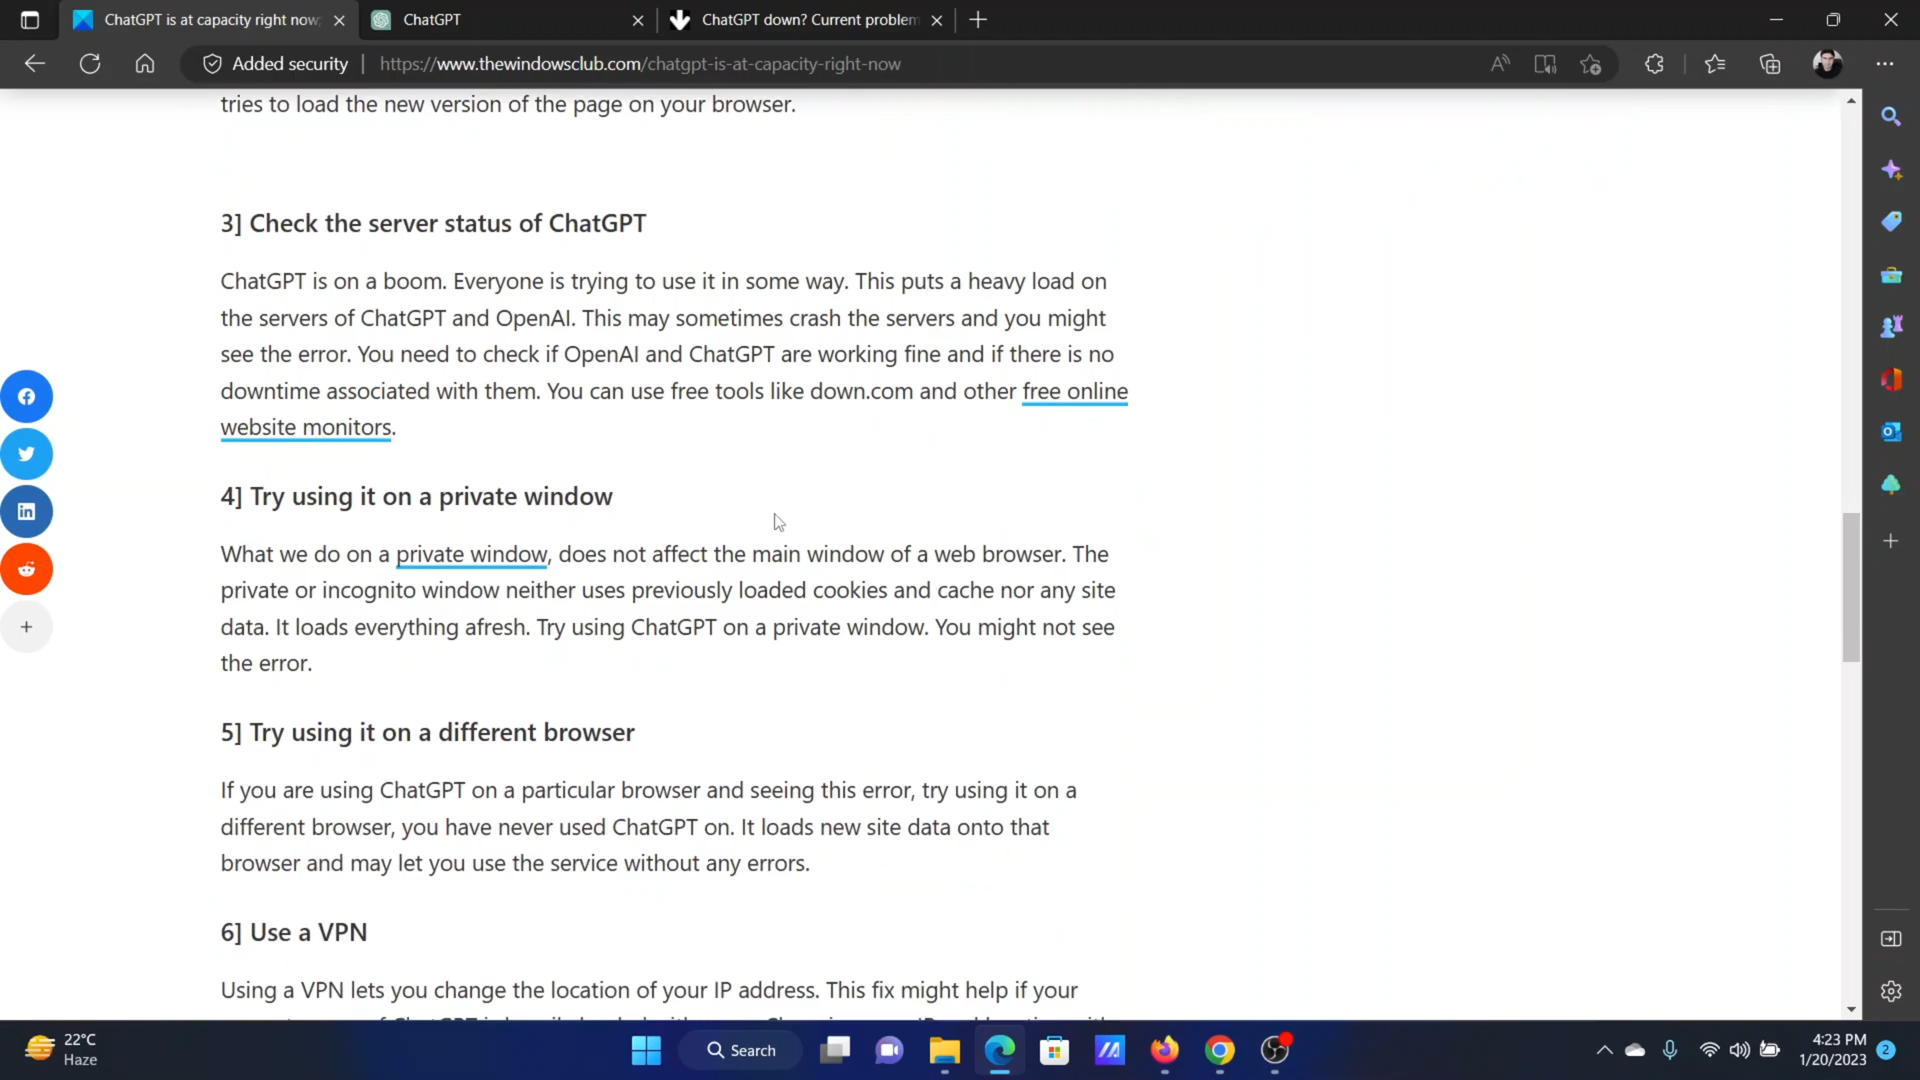 ChatGPT is at capacity right now;
ChatGPT
ChatGPT down? Current problem
Added security
https://www.thewindowsclub.com/chatgpt-is-at-capacity-right-now
tries to load the new version of the page on your browser.
3] Check the server status of ChatGPT
ChatGPT is on a boom. Everyone is trying to use it in some way. This puts a heavy load on
the servers of ChatGPT and OpenAI. This may sometimes crash the servers and you might
see the error. You need to check if OpenAI and ChatGPT are working fine and if there is no
downtime associated with them. You can use free tools like down.com and other free online
website monitors.
4] Try using it on a private window
What we do on a private window, does not affect the main window of a web browser. The
private or incognito window neither uses previously loaded cookies and cache nor any site
data. It loads everything afresh. Try using ChatGPT on a private window. You might not see
the error.
5] Try using it on a different browser
If you are using ChatGPT on a particular browser and seeing this error, try using it on a
different browser, you have never used ChatGPT on. It loads new site data onto that
browser and may let you use the service without any errors.
6] Use a VPN
Using a VPN lets you change the location of your IP address. This fix might help if your
22°C
Haze
Search
4:23 PM
1/20/2023
2